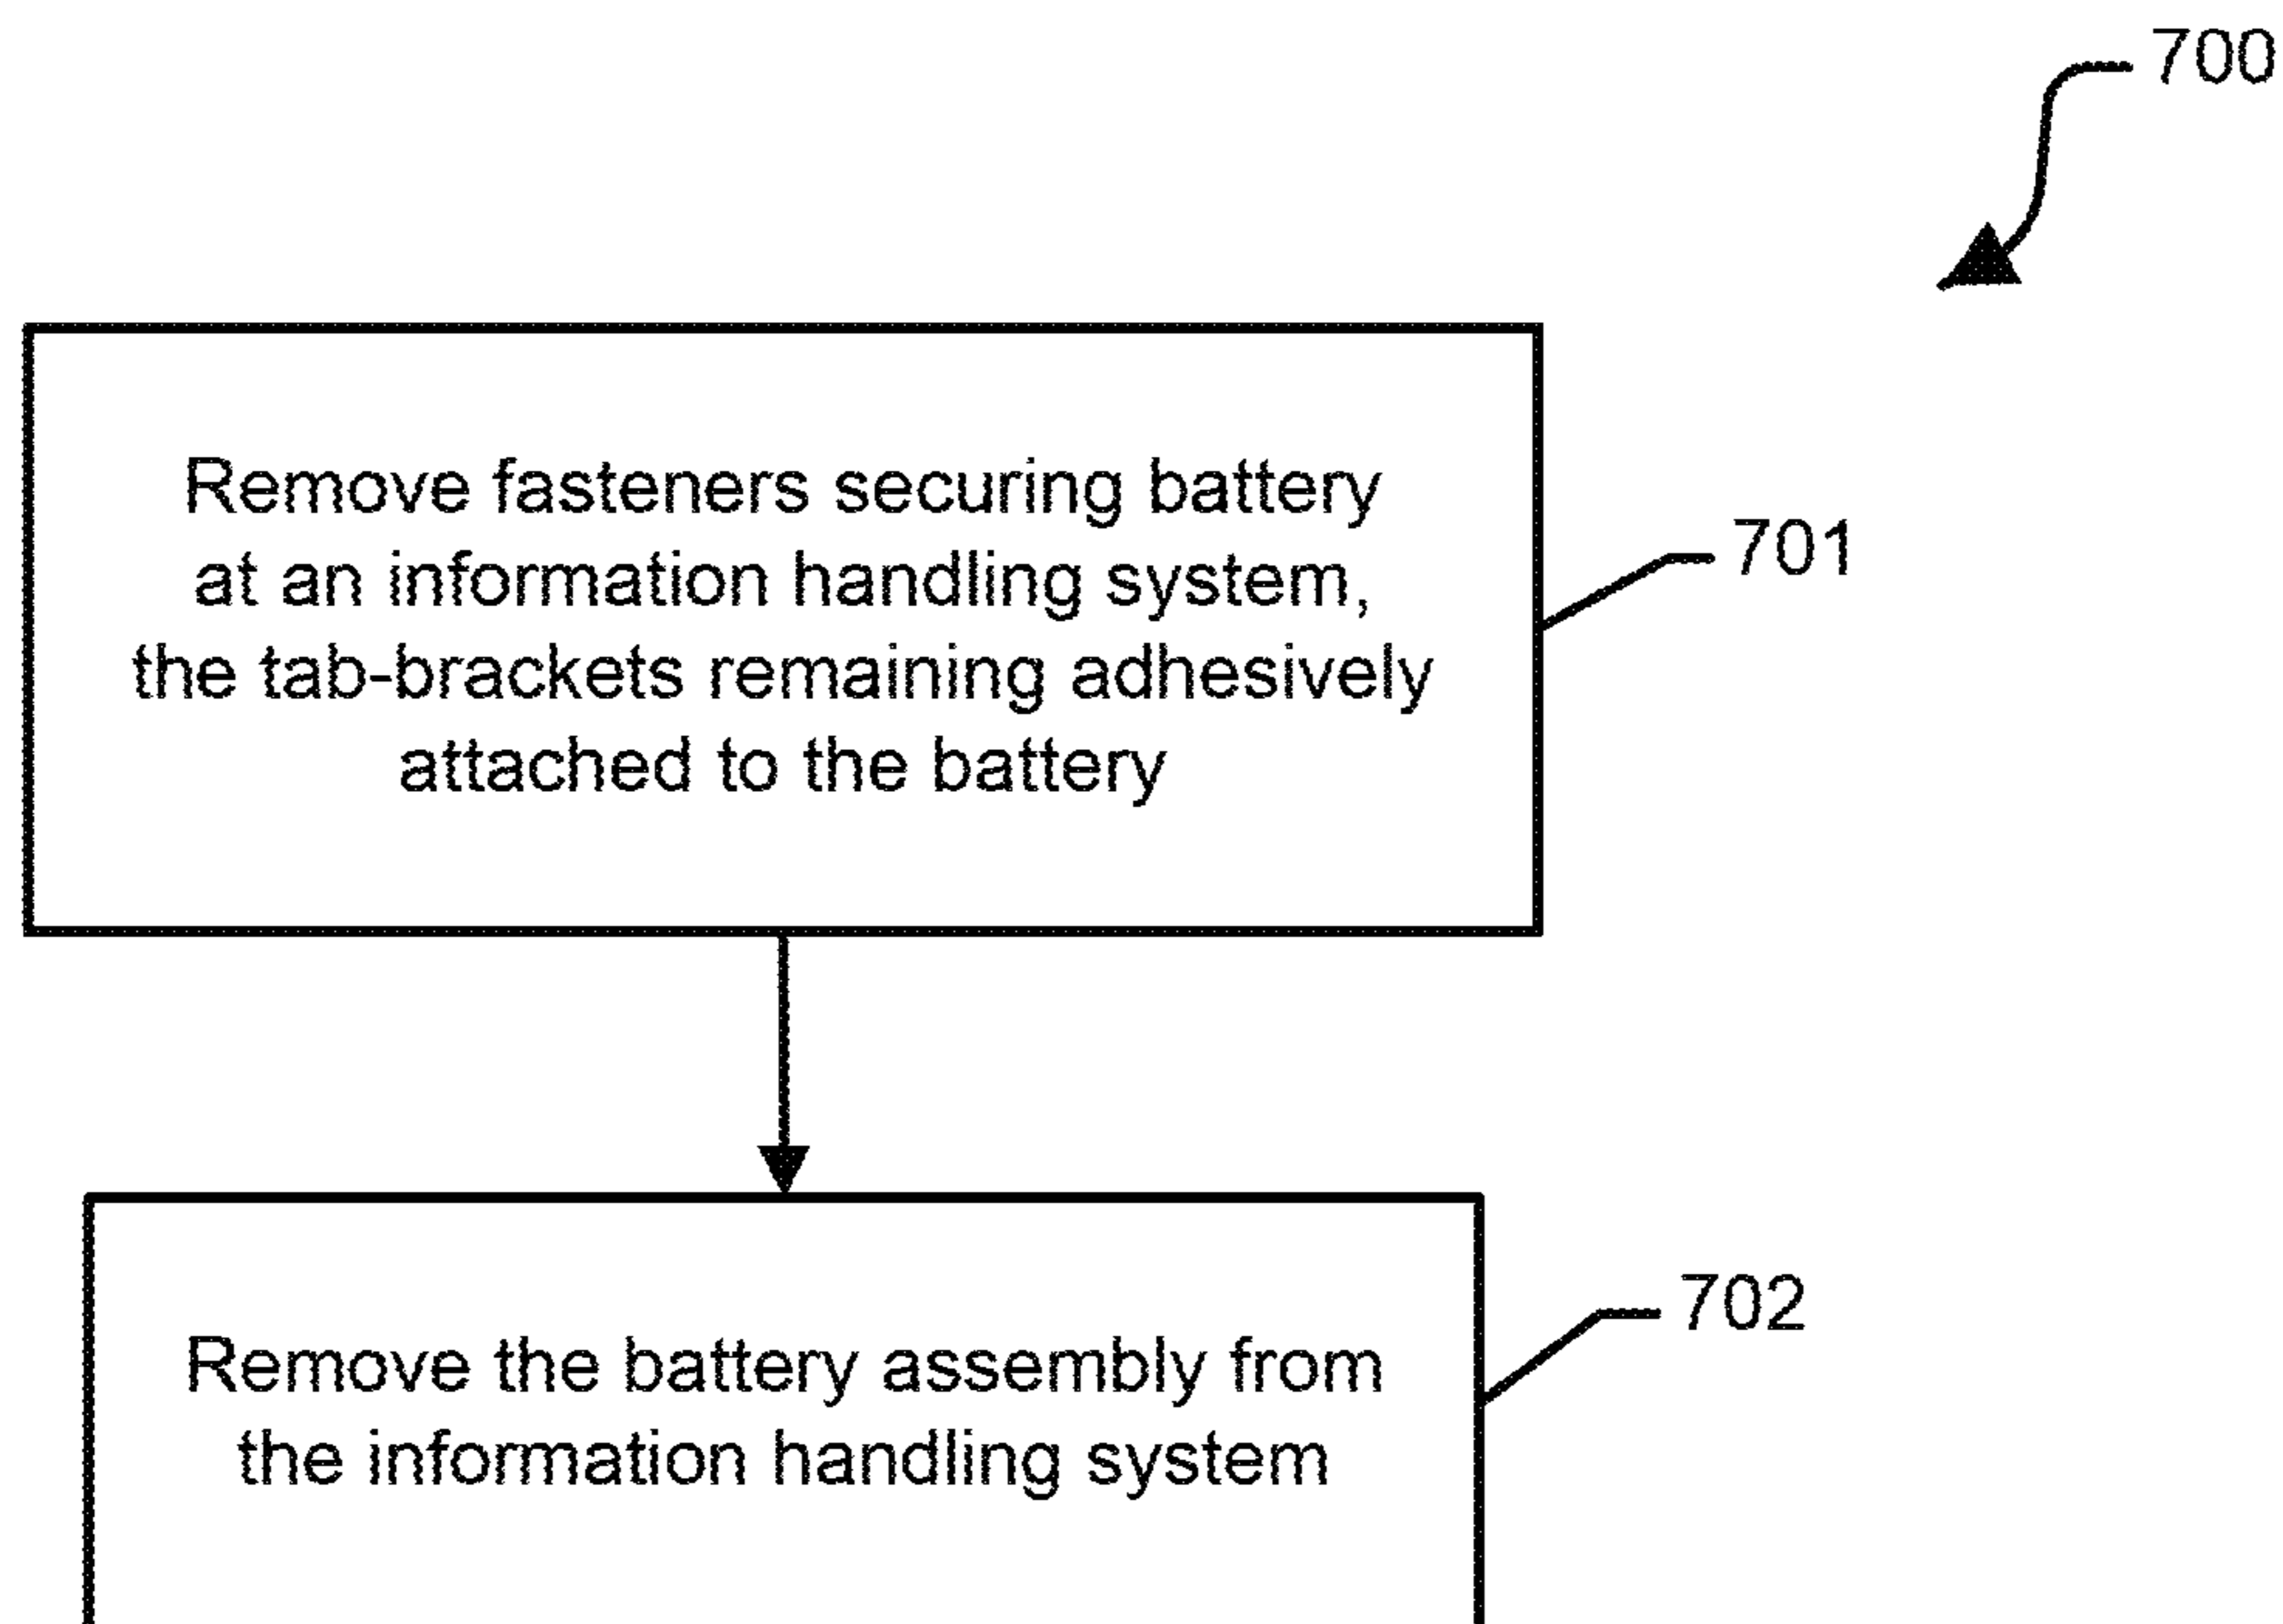 700
Remove fasteners securing battery
at an information handling system,
the tab-brackets remaining adhesively
attached to the battery
701
Remove the battery assembly from
the information handling system
702